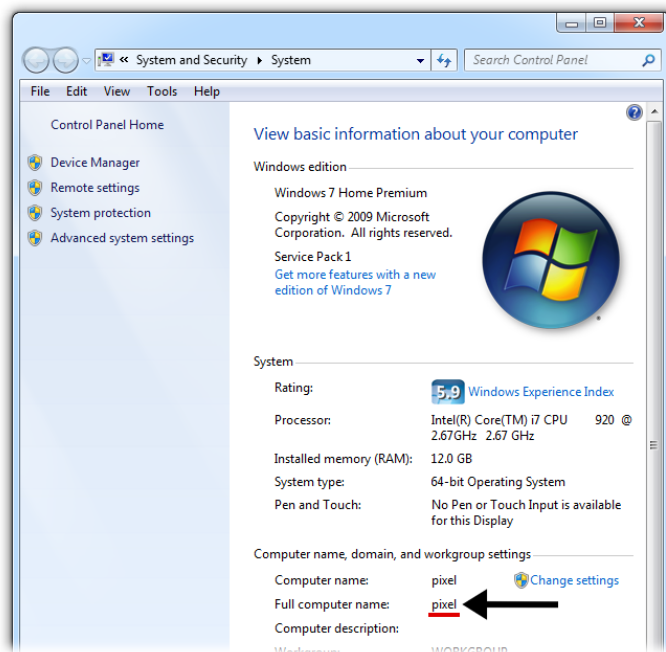 « System and Security ▸ System
Search Control Panel
File Edit View Tools Help
Control Panel Home
Device Manager
Remote settings
System protection
Advanced system settings
View basic information about your computer
Windows edition
Windows 7 Home Premium
Copyright © 2009 Microsoft
Corporation. All rights reserved.
Service Pack 1
Get more features with a new
edition of Windows 7
System
Rating:
5.9 Windows Experience Index
Processor:
Intel(R) Core(TM) i7 CPU 920 @
2.67GHz 2.67 GHz
Installed memory (RAM): 12.0 GB
System type: 64-bit Operating System
Pen and Touch: No Pen or Touch Input is available
for this Display
Computer name, domain, and workgroup settings
Computer name: pixel Change settings
Full computer name: pixel
Computer description:
Workgroup: WORKGROUP